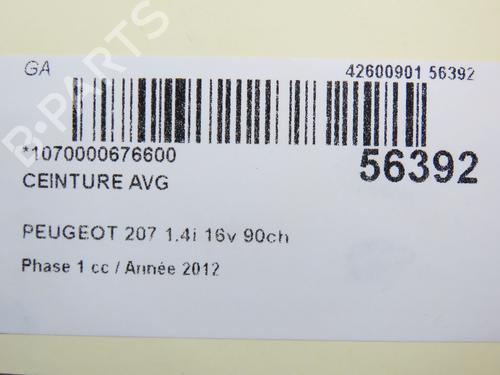 GA
42600901 56392
*1070000676600
56392
CEINTURE AVG
PEUGEOT 207 1.4i 16v 90ch
Phase 1 cc / Année 2012
B-PARTS